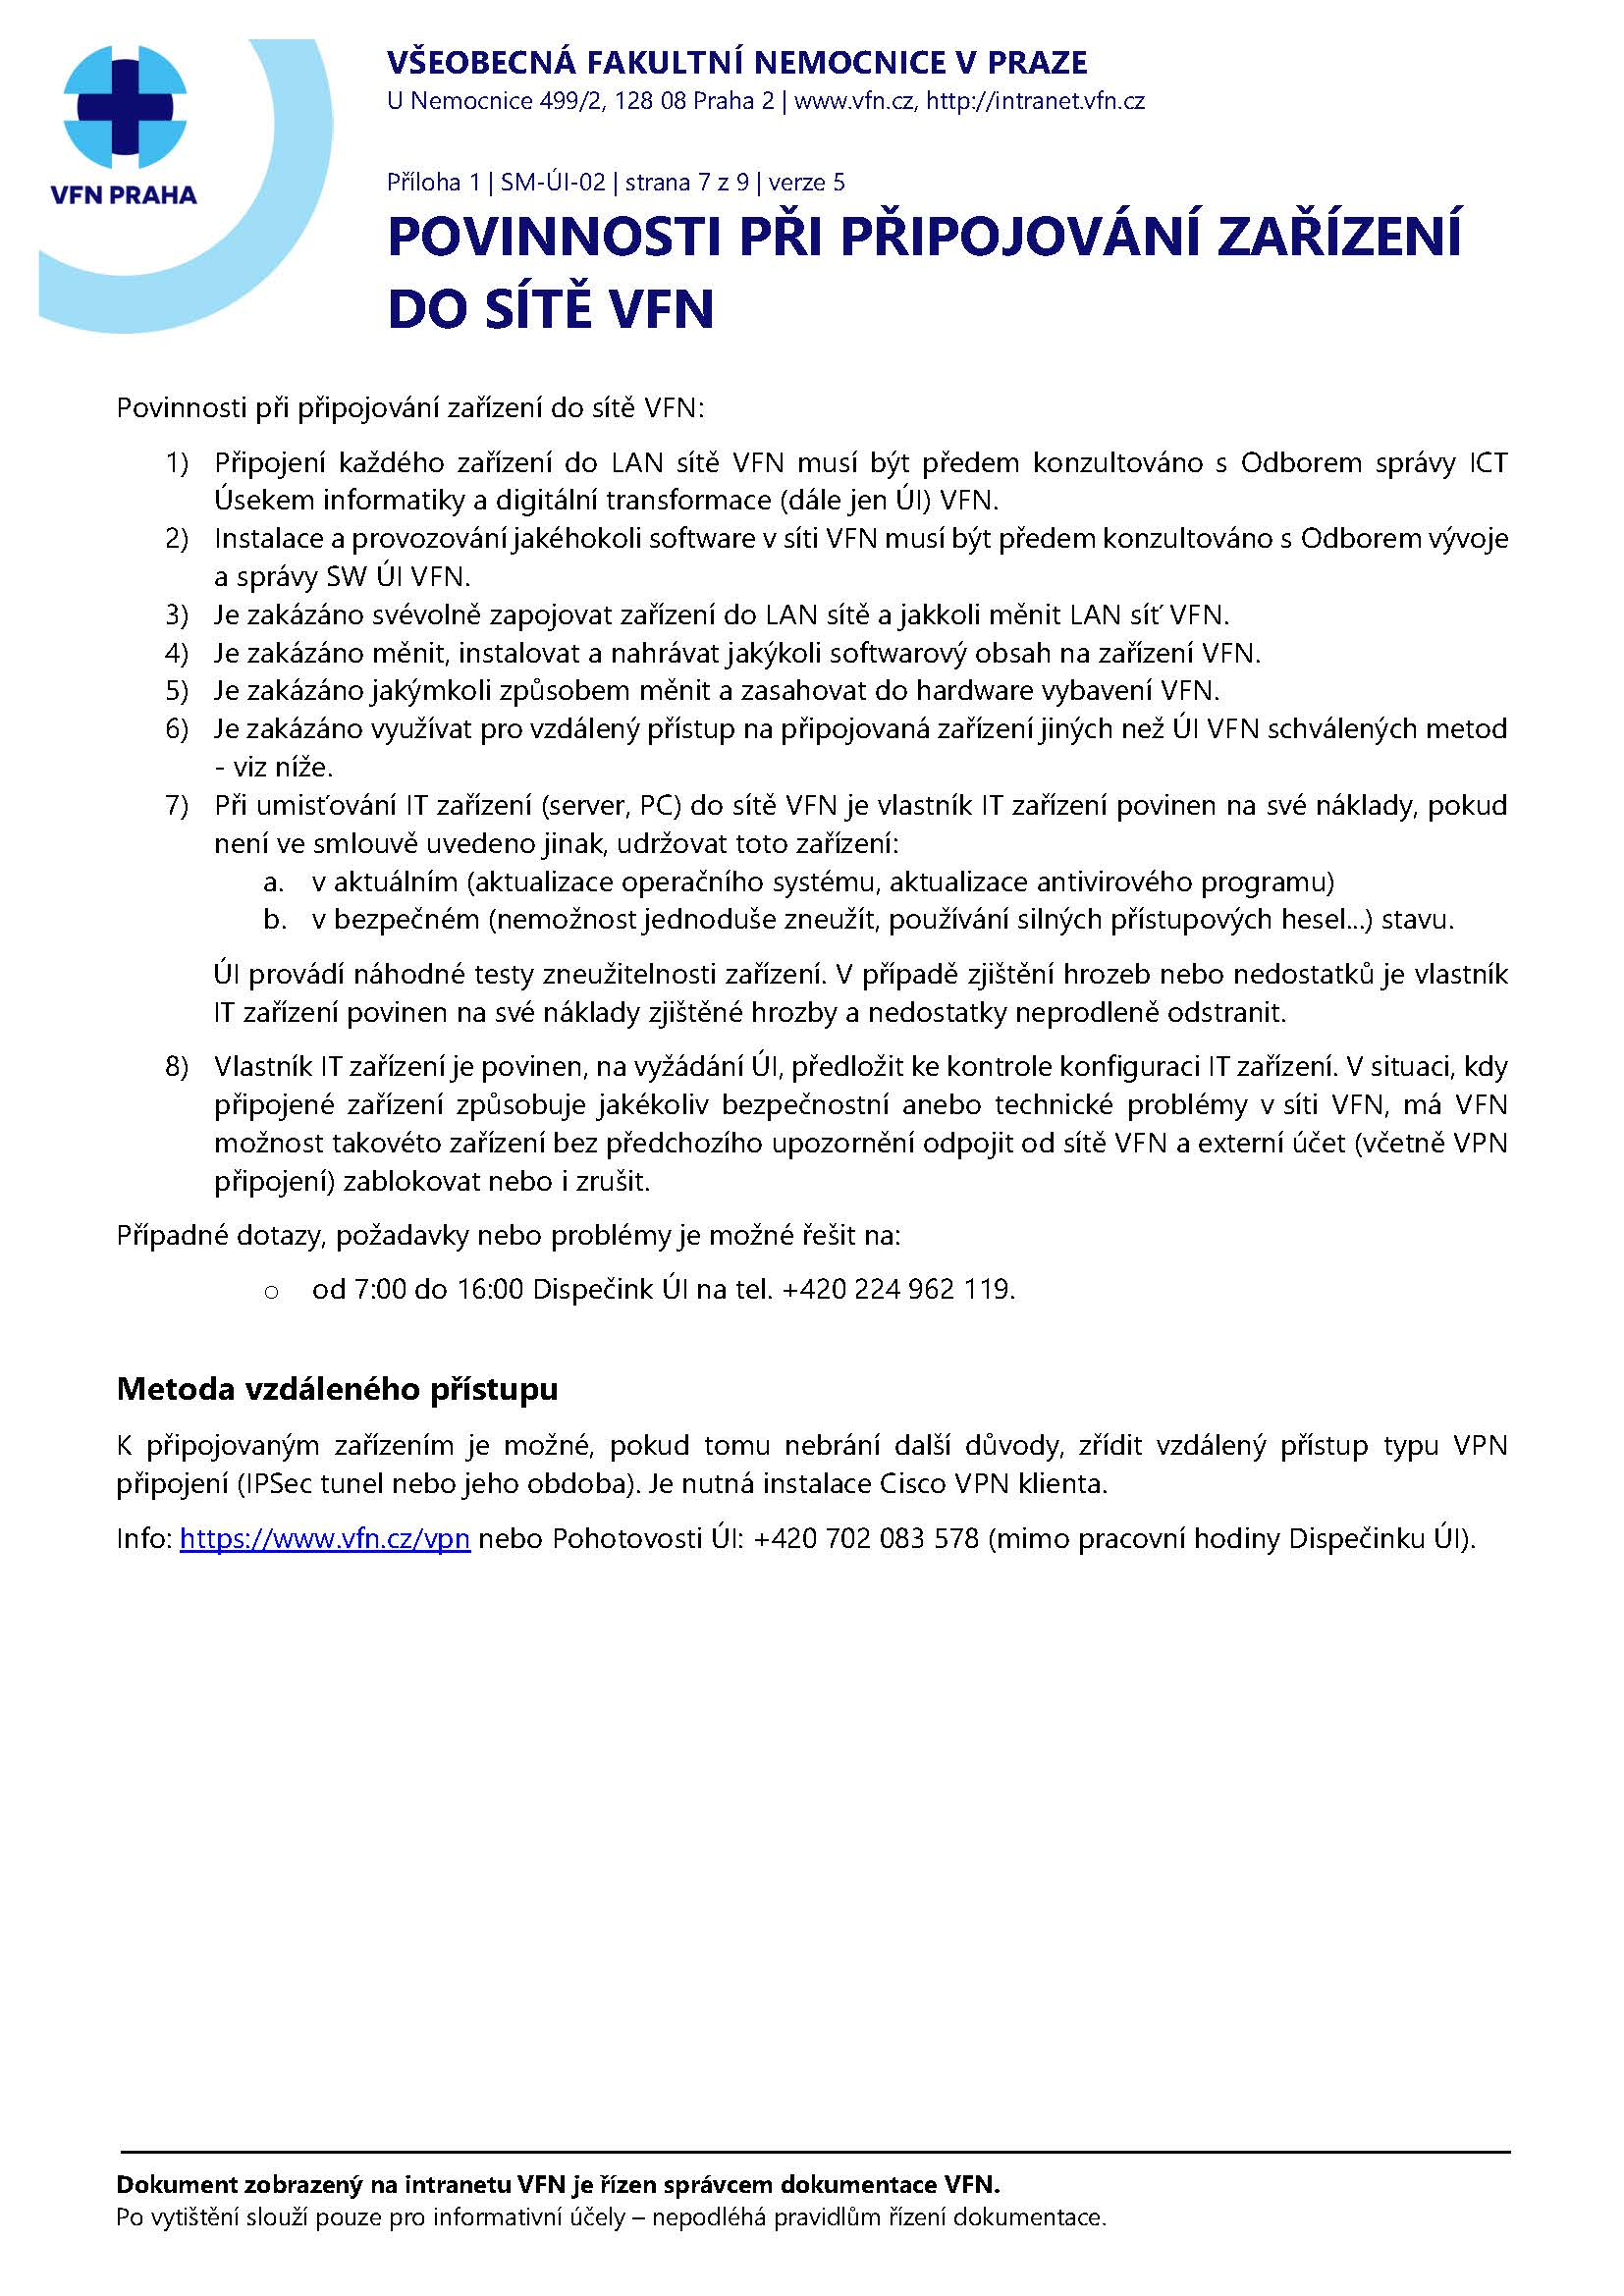 VFN PRAHA
VŠEOBECNÁ FAKULTNÍ NEMOCNICE V PRAZE
U Nemocnice 499/2, 128 08 Praha 2 | www.vfn.cz, http://intranet.vfn.cz
Příloha 1 | SM-ÚI-02 | strana 7 z 9 | verze 5
POVINNOSTI PŘI PŘIPOJOVÁNÍ ZAŘÍZENÍ
DO SÍTĚ VFN
Povinnosti při připojování zařízení do sítě VFN:
1) Připojení každého zařízení do LAN sítě VFN musí být předem konzultováno s Odborem správy ICT
Úsekem informatiky a digitální transformace (dále jen ÚI) VFN.
2) Instalace a provozování jakéhokoli software v síti VFN musí být předem konzultováno s Odborem vývoje
a správy SW ÚI VFN.
3) Je zakázáno svévolně zapojovat zařízení do LAN sítě a jakkoli měnit LAN síť VFN.
4) Je zakázáno měnit, instalovat a nahrávat jakýkoli softwarový obsah na zařízení VFN.
5) Je zakázáno jakýmkoli způsobem měnit a zasahovat do hardware vybavení VFN.
6) Je zakázáno využívat pro vzdálený přístup na připojovaná zařízení jiných než ÚI VFN schválených metod
- viz níže.
7) Při umisťování IT zařízení (server, PC) do sítě VFN je vlastník IT zařízení povinen na své náklady, pokud
není ve smlouvě uvedeno jinak, udržovat toto zařízení:
a. v aktuálním (aktualizace operačního systému, aktualizace antivirového programu)
b. v bezpečném (nemožnost jednoduše zneužít, používání silných přístupových hesel...) stavu.
ÚI provádí náhodné testy zneužitelnosti zařízení. V případě zjištění hrozeb nebo nedostatků je vlastník
IT zařízení povinen na své náklady zjištěné hrozby a nedostatky neprodleně odstranit.
8) Vlastník IT zařízení je povinen, na vyžádání ÚI, předložit ke kontrole konfiguraci IT zařízení. V situaci, kdy
připojené zařízení způsobuje jakékoliv bezpečnostní anebo technické problémy v síti VFN, má VFN
možnost takovéto zařízení bez předchozího upozornění odpojit od sítě VFN a externí účet (včetně VPN
připojení) zablokovat nebo i zrušit.
Případné dotazy, požadavky nebo problémy je možné řešit na:
o od 7:00 do 16:00 Dispečink ÚI na tel. +420 224 962 119.
Metoda vzdáleného přístupu
K připojovaným zařízením je možné, pokud tomu nebrání další důvody, zřídit vzdálený přístup typu VPN
připojení (IPSec tunel nebo jeho obdoba). Je nutná instalace Cisco VPN klienta.
Info: https://www.vfn.cz/vpn nebo Pohotovosti ÚI: +420 702 083 578 (mimo pracovní hodiny Dispečinku ÚI).
Dokument zobrazený na intranetu VFN je řízen správcem dokumentace VFN.
Po vytištění slouží pouze pro informativní účely – nepodléhá pravidlům řízení dokumentace.